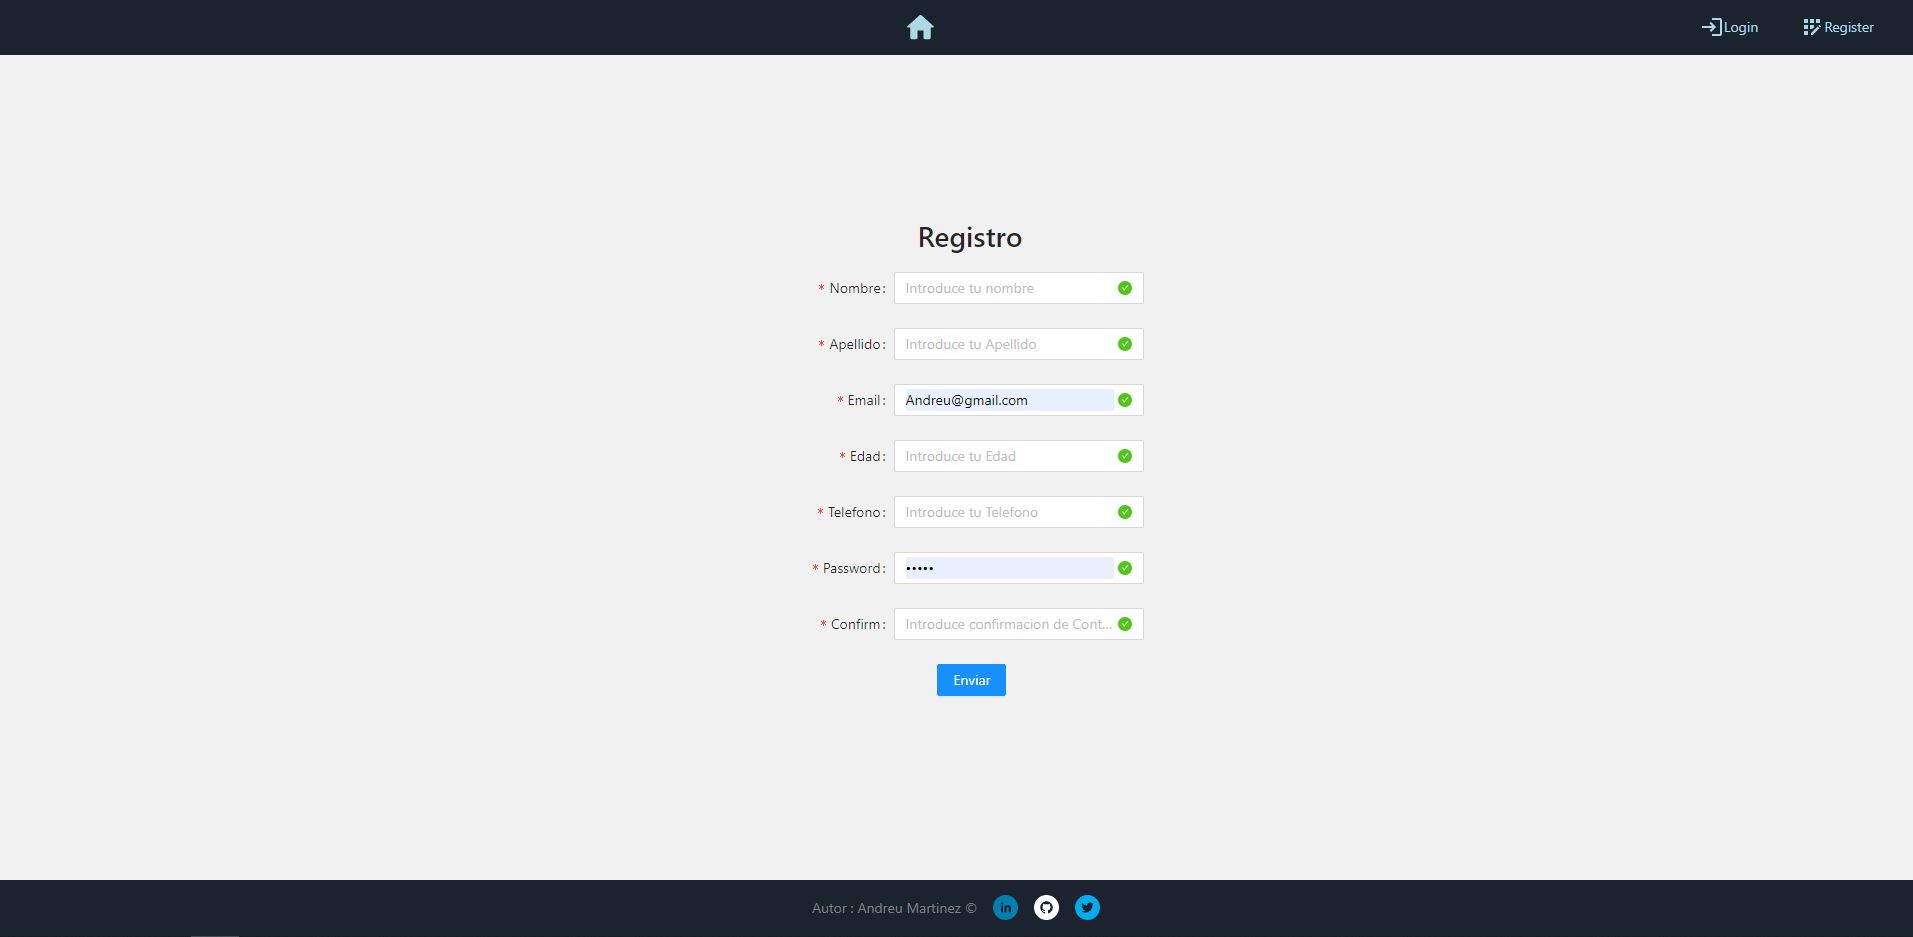 Login Register
Registro
* Nombre: Introduce tu nombre
* Apellido: Introduce tu Apellido
* Email: Andreu@gmail.com
* Edad: Introduce tu Edad
* Telefono: Introduce tu Telefono
* Password: •••••
* Confirm: Introduce confirmacion de Cont...
Enviar
Autor : Andreu Martinez © in